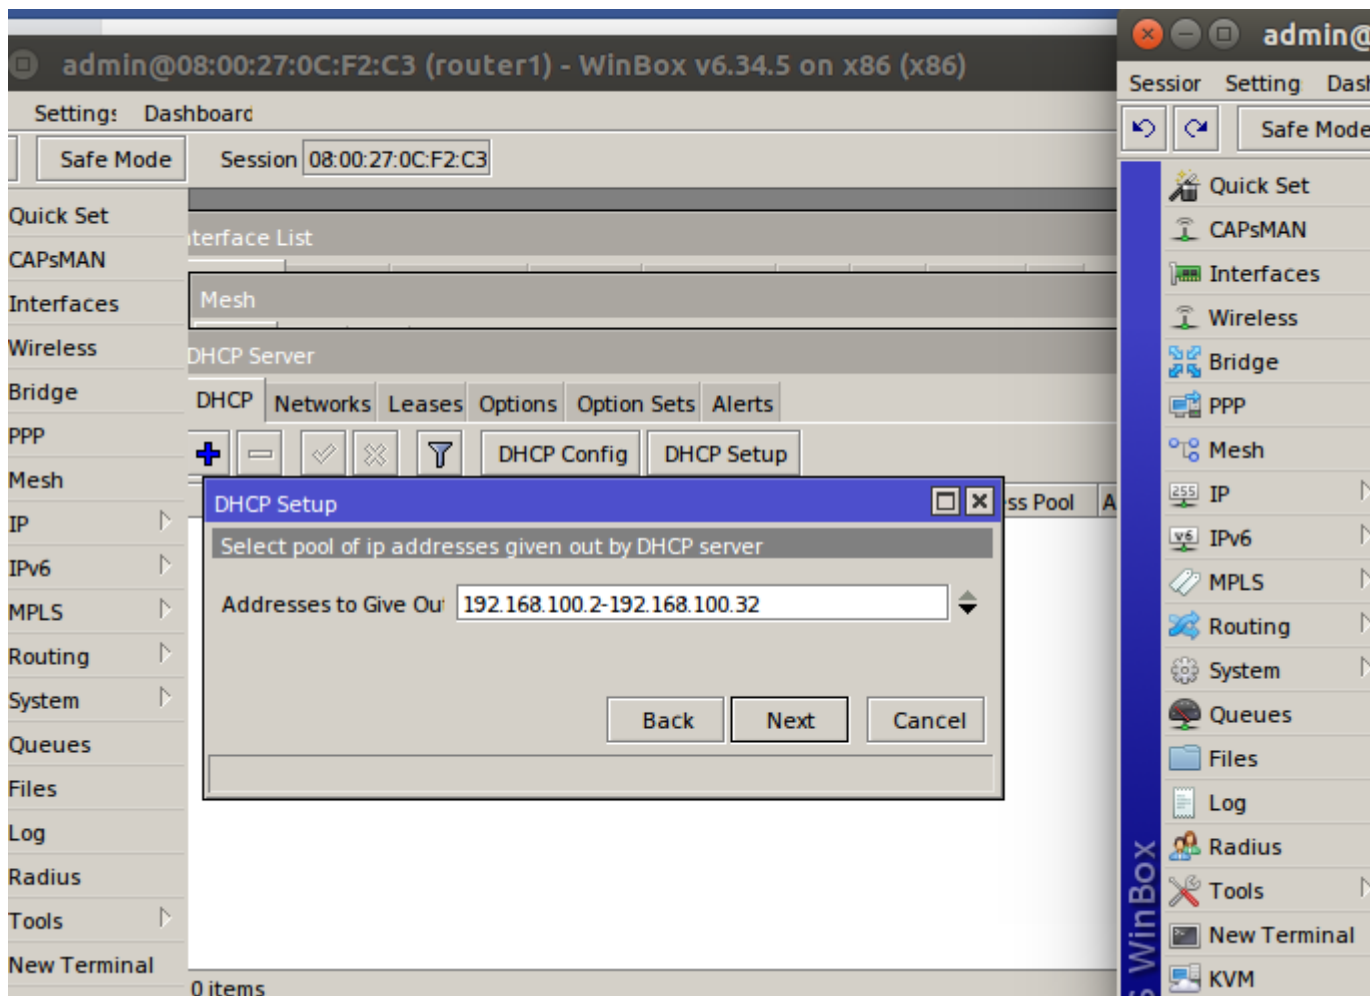 admin@08:00:27:0C:F2:C3 (router1) - WinBox v6.34.5 on x86 (x86)
Settings Dashboard
Safe Mode Session 08:00:27:0C:F2:C3
Quick Set
CAPsMAN
Interfaces
Wireless
Bridge
PPP
Mesh
IP
IPv6
MPLS
Routing
System
Queues
Files
Log
Radius
Tools
New Terminal
terface List
Mesh
DHCP Server
DHCP Networks Leases Options Option Sets Alerts
DHCP Config DHCP Setup
ss Pool A
DHCP Setup
Select pool of ip addresses given out by DHCP server
Addresses to Give Out 192.168.100.2-192.168.100.32
Back Next Cancel
0 items
admin@
Session Setting Dash
Safe Mode
Quick Set
CAPsMAN
Interfaces
Wireless
Bridge
PPP
Mesh
255 IP
v6 IPv6
MPLS
Routing
System
Queues
Files
Log
Radius
Tools
New Terminal
KVM
S WinBox